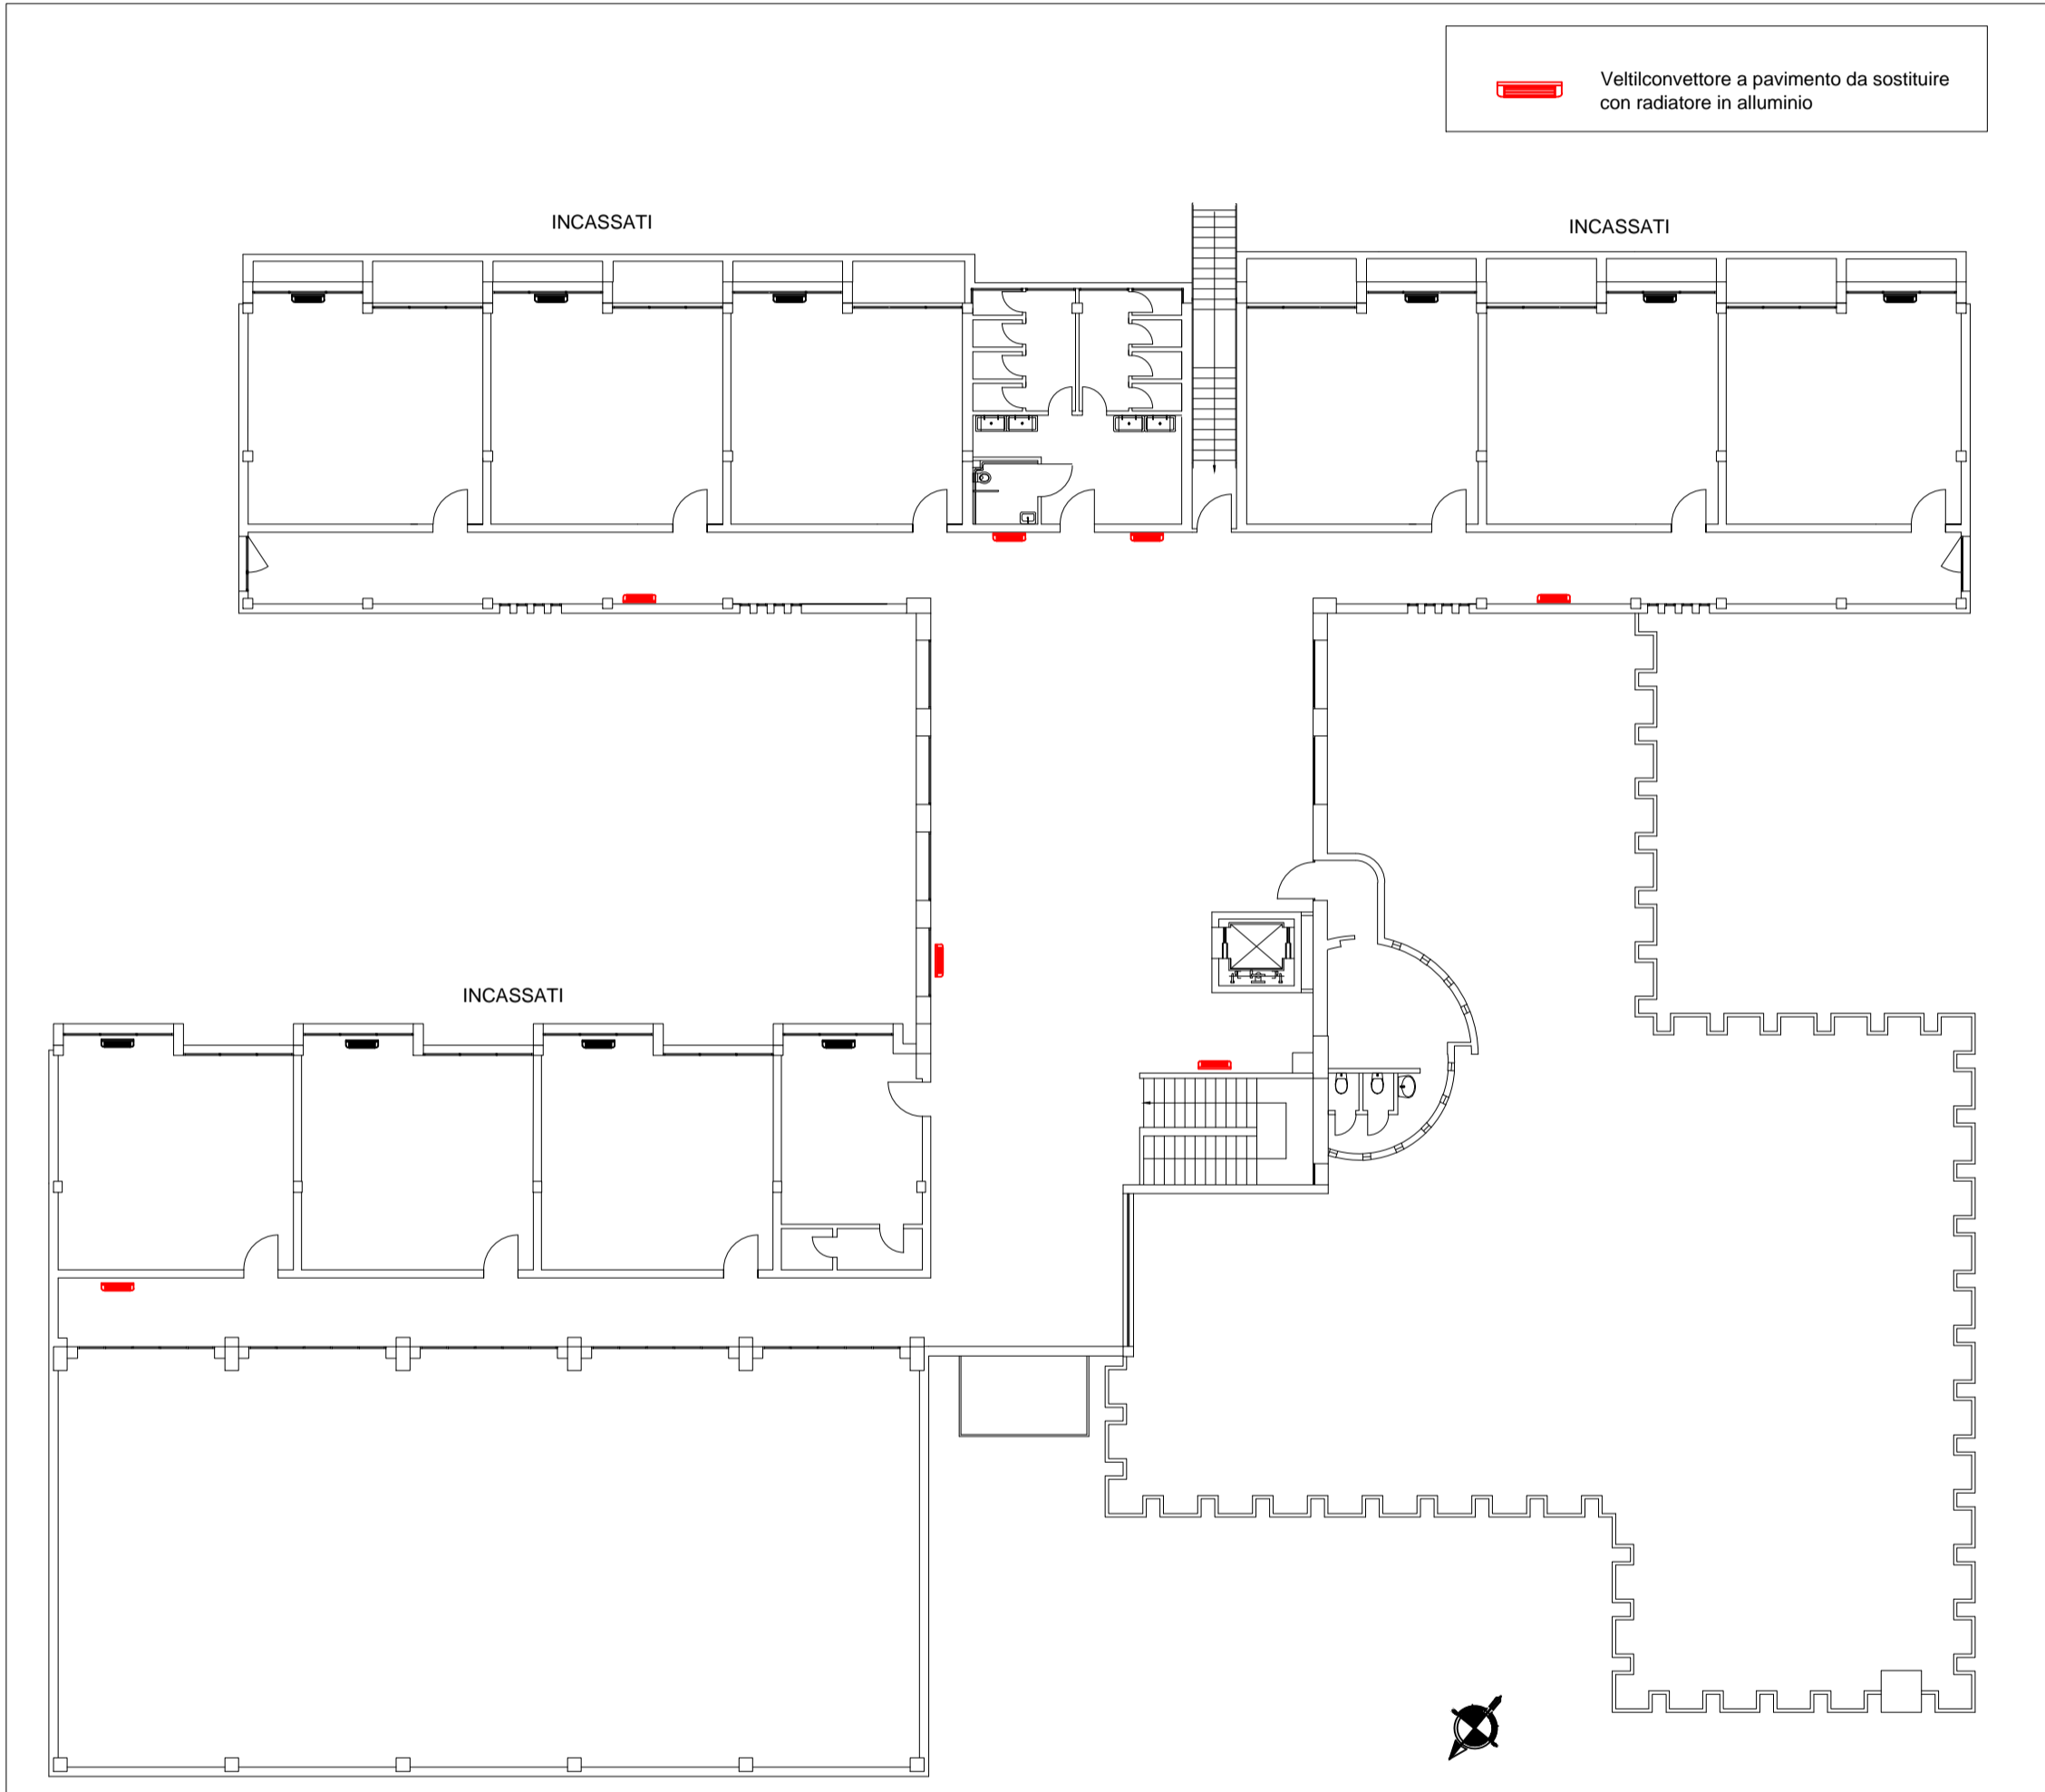 Veltilconvettore a pavimento da sostituire
con radiatore in alluminio
INCASSATI
INCASSATI
INCASSATI